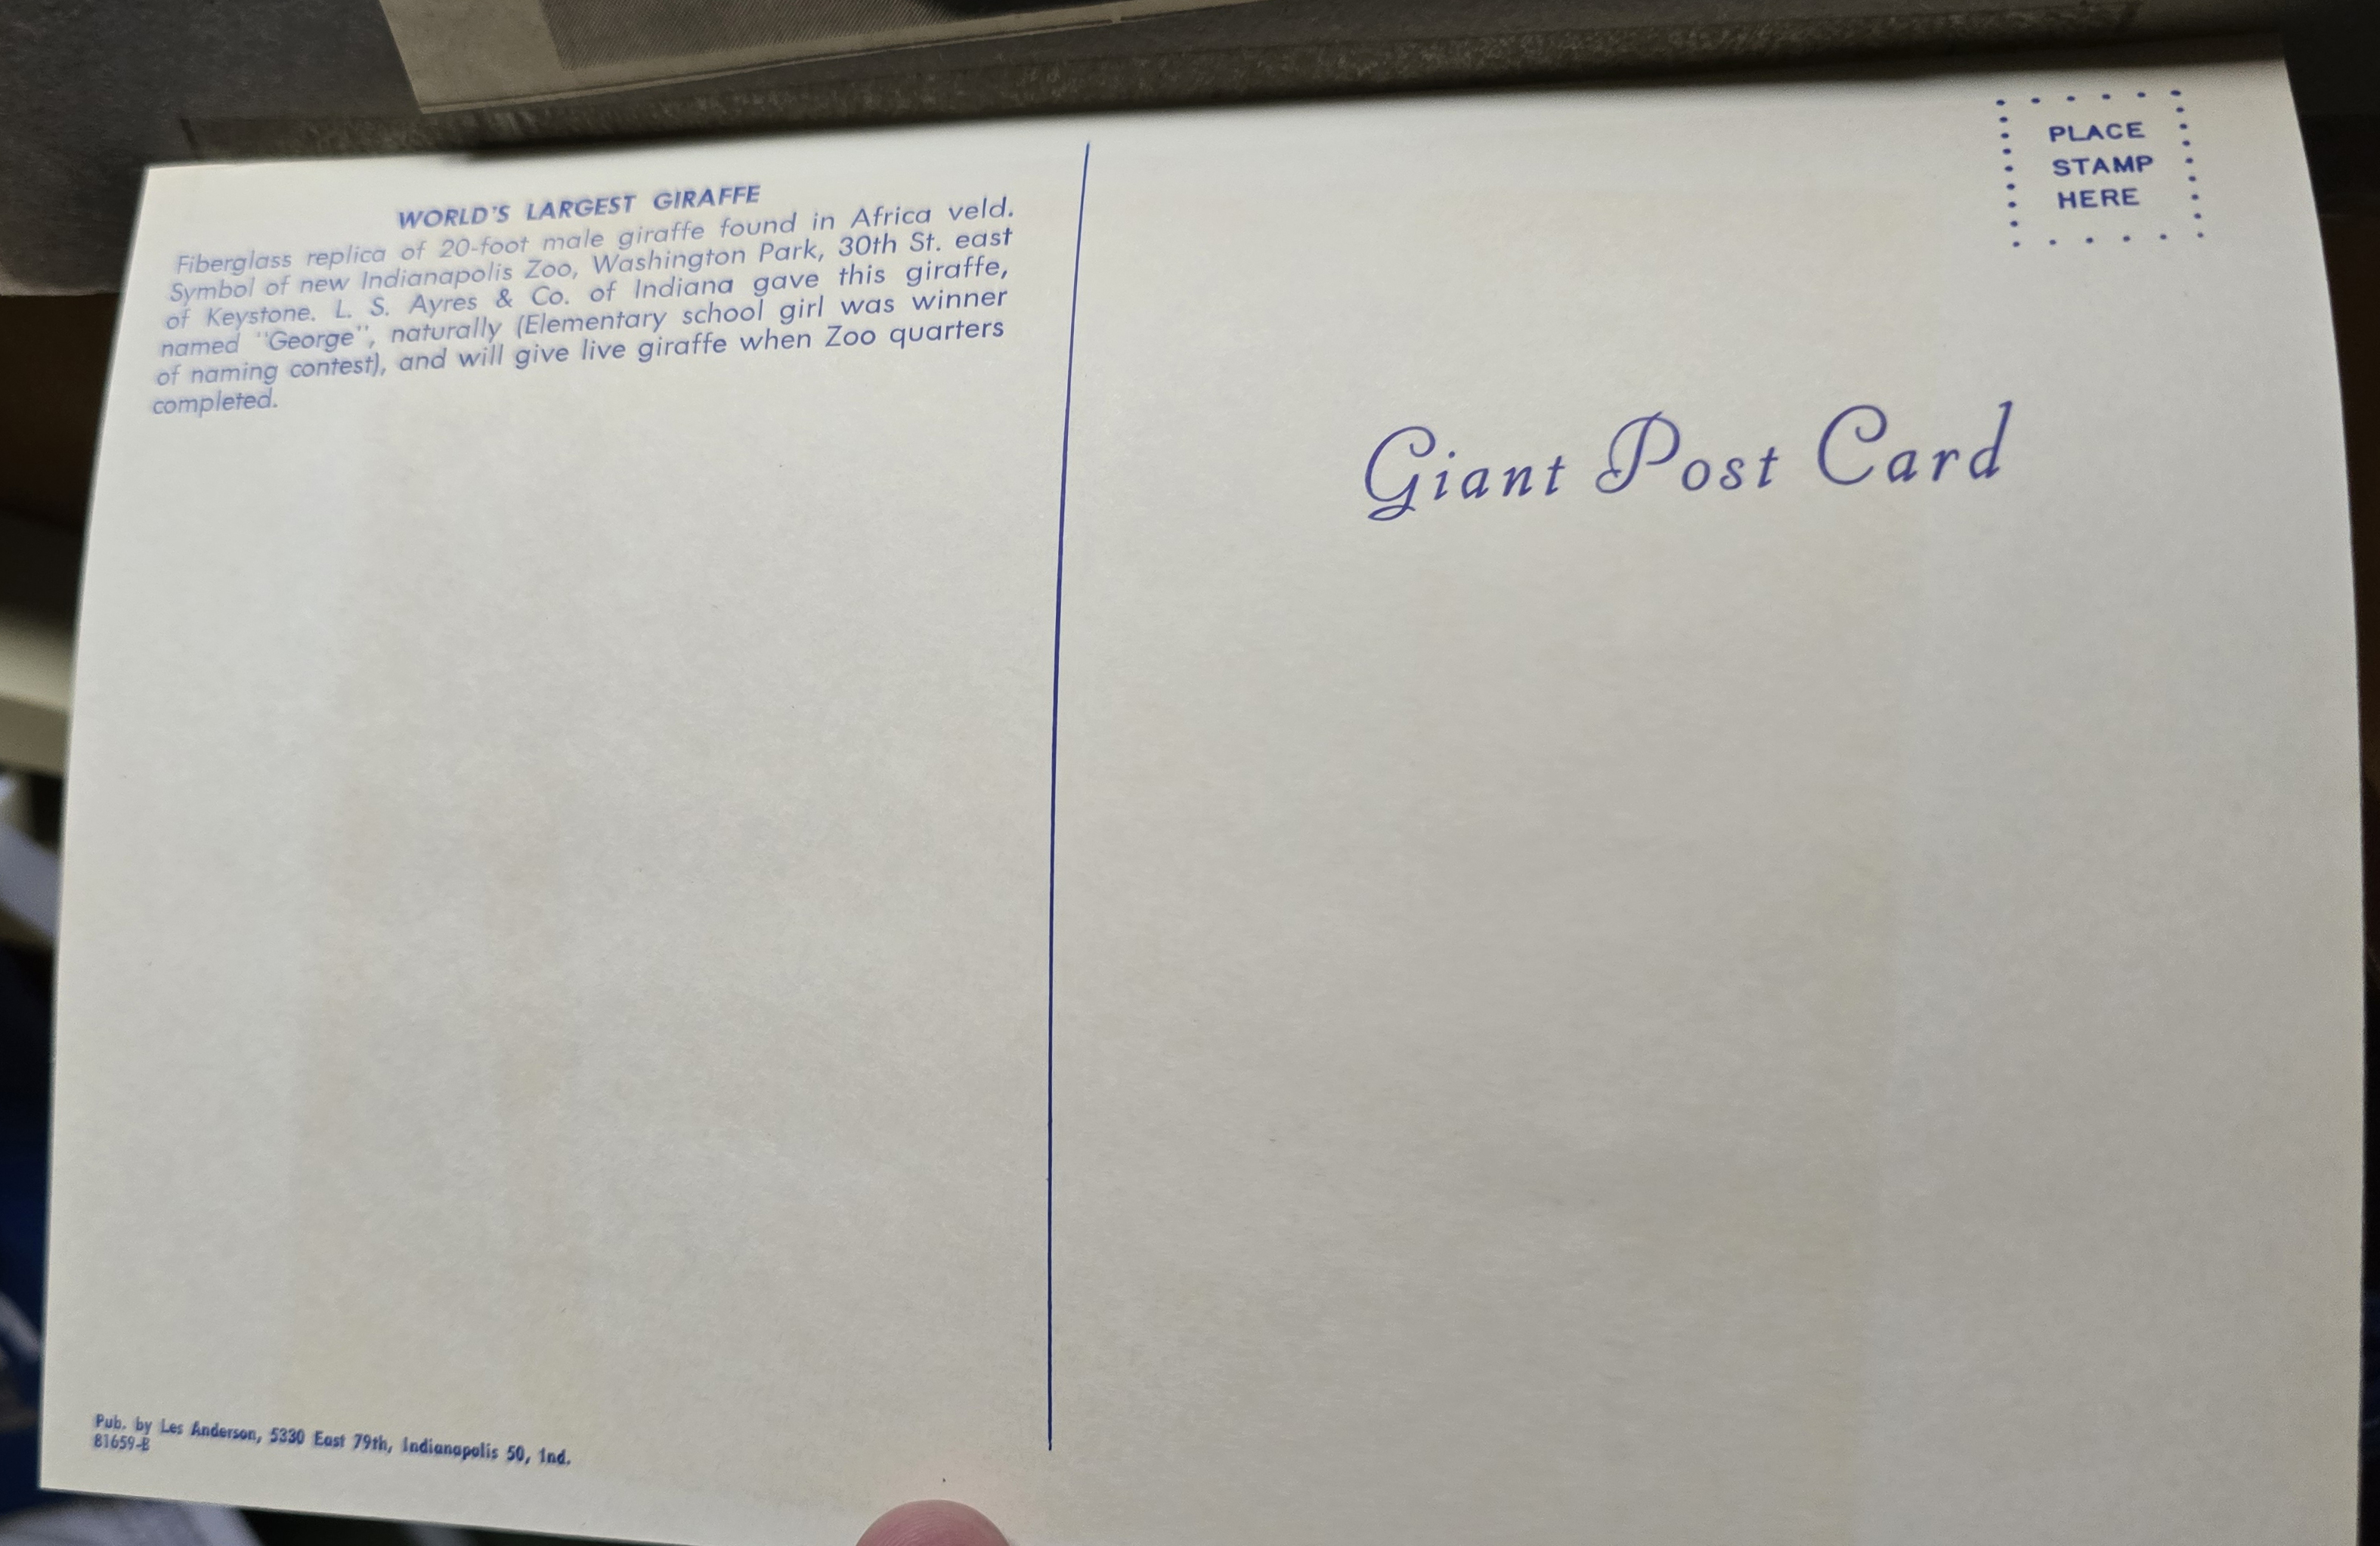 WORLD'S LARGEST GIRAFFE
Fiberglass replica of 20-foot male giraffe found in Africa veld.
Symbol of new Indianapolis Zoo, Washington Park, 30th St. east
of Keystone. L. S. Ayres & Co. of Indiana gave this giraffe,
named "George", naturally (Elementary school girl was winner
of naming contest), and will give live giraffe when Zoo quarters
completed.
Pub. by Les Anderson, 5330 East 79th, Indianapolis 50, Ind.
81659-B
PLACE
STAMP
HERE
Giant Post Card